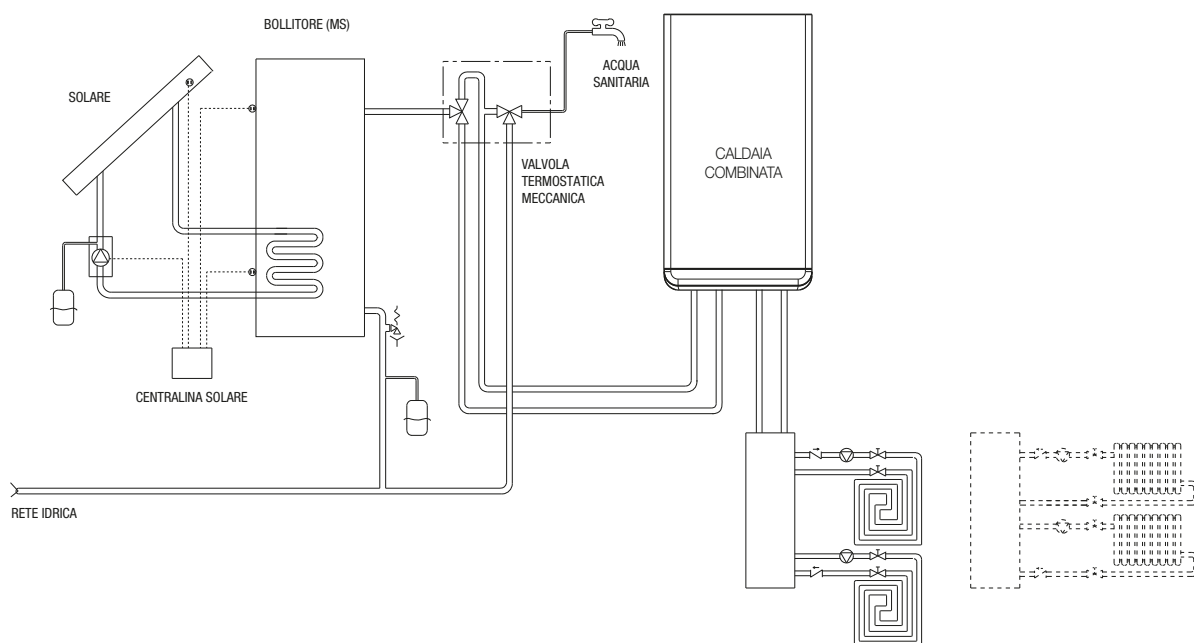 BOLLITORE (MS)
SOLARE
ACQUA
SANITARIA
VALVOLA
TERMOSTATICA
MECCANICA
CALDAIA
COMBINATA
CENTRALINA SOLARE
RETE IDRICA